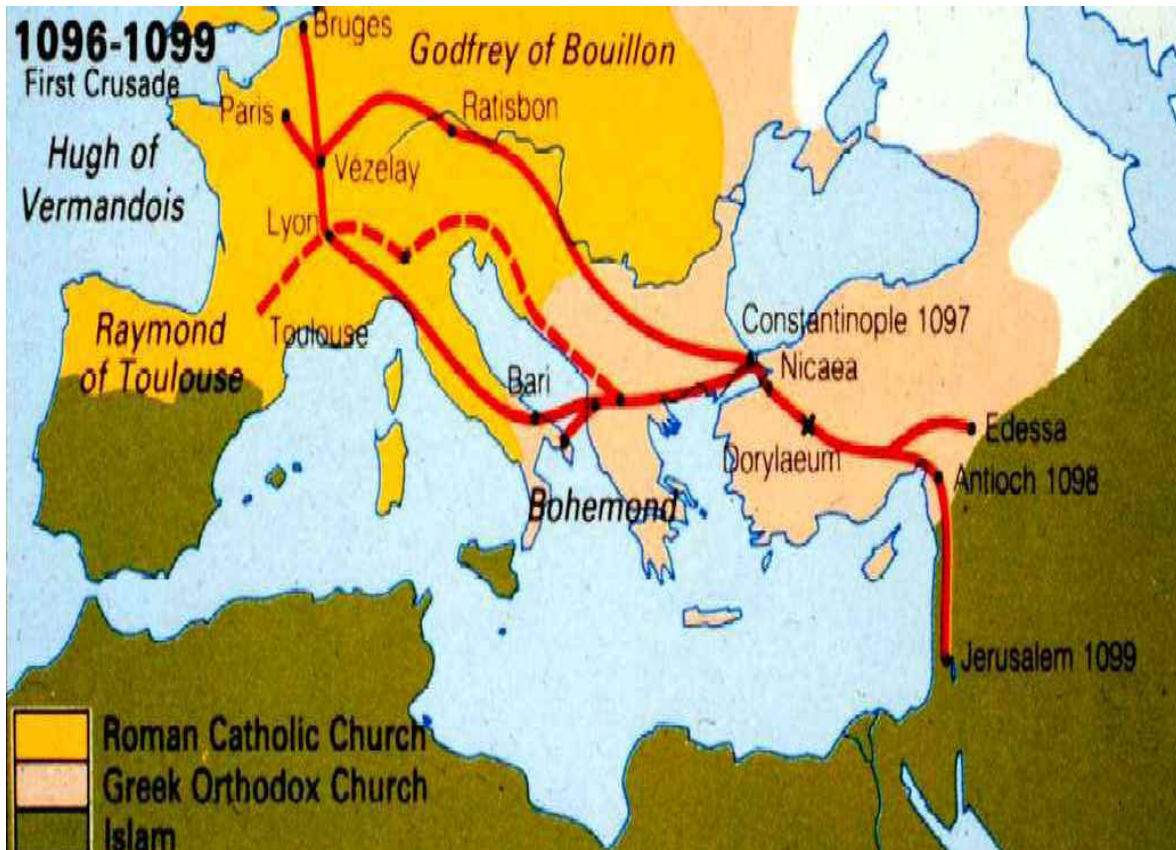 1096-1099
First Crusade
Hugh of
Vermandois
Bruges
Godfrey of Bouillon
Paris
Ratisbon
Vézelay
Lyon
Raymond
of Toulouse
Toulouse
Bari
Constantinople 1097
Nicaea
Dorylaeum
Edessa
Antioch 1098
Bohemond
Jerusalem 1099
Roman Catholic Church
Greek Orthodox Church
Islam